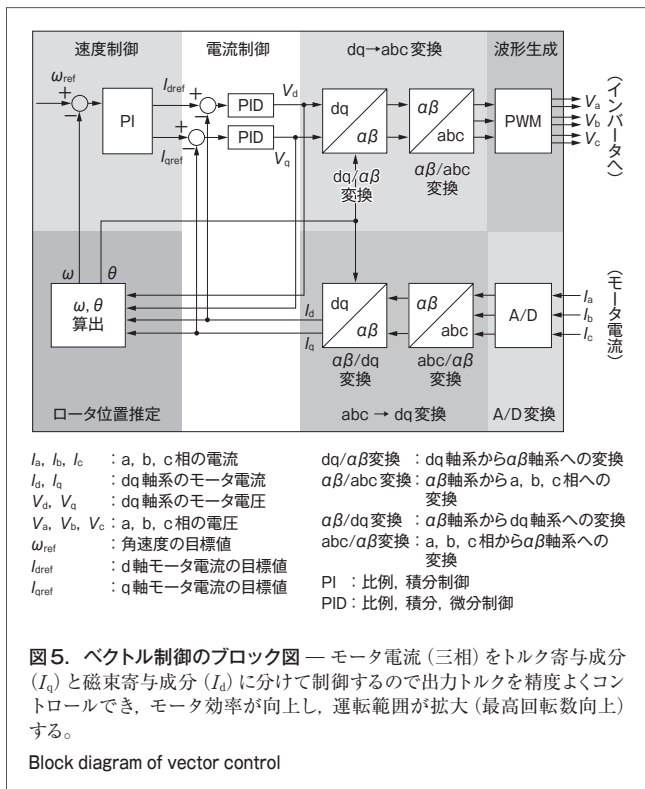 速度制御
電流制御
dq→abc変換
波形生成
ωref
+
−
PI
Idref
Iqref
+
−
+
−
PID
PID
Vd
Vq
dq
αβ
αβ
abc
PWM
Va
Vb
Vc
(インバータへ)
dq/αβ
変換
αβ/abc
変換
ω
θ
ω, θ
算出
Id
Iq
dq
αβ
αβ
abc
A/D
Ia
Ib
Ic
(モータ電流)
αβ/dq
変換
abc/αβ
変換
ロータ位置推定
abc → dq変換
A/D変換
Ia, Ib, Ic :a, b, c相の電流
Id, Iq :dq軸系のモータ電流
Vd, Vq :dq軸系のモータ電圧
Va, Vb, Vc:a, b, c相の電圧
ωref :角速度の目標値
Idref :d軸モータ電流の目標値
Iqref :q軸モータ電流の目標値
dq/αβ変換 :dq軸系からαβ軸系への変換
αβ/abc変換:αβ軸系からa, b, c相への
変換
αβ/dq変換 :αβ軸系からdq軸系への変換
abc/αβ変換:a, b, c相からαβ軸系への
変換
PI :比例, 積分制御
PID:比例, 積分, 微分制御
図5. ベクトル制御のブロック図 — モータ電流(三相)をトルク寄与成分
(Iq)と磁束寄与成分(Id)に分けて制御するので出力トルクを精度よくコン
トロールでき, モータ効率が向上し, 運転範囲が拡大(最高回転数向上)
する。
Block diagram of vector control